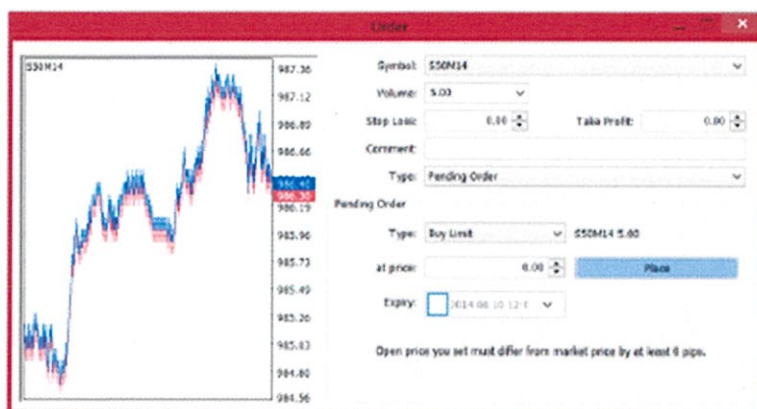 Order
S50M14
987.36
987.12
986.89
986.66
986.30
986.19
985.96
985.73
985.49
985.26
985.03
984.80
984.56
Symbol: S50M14
Volume: 5.00
Stop Loss: 0.00 Take Profit: 0.00
Comment:
Type: Pending Order
Pending Order
Type: Buy Limit S50M14 5.00
at price: 0.00 Place
Expiry:
Open price you set must differ from market price by at least 6 pips.